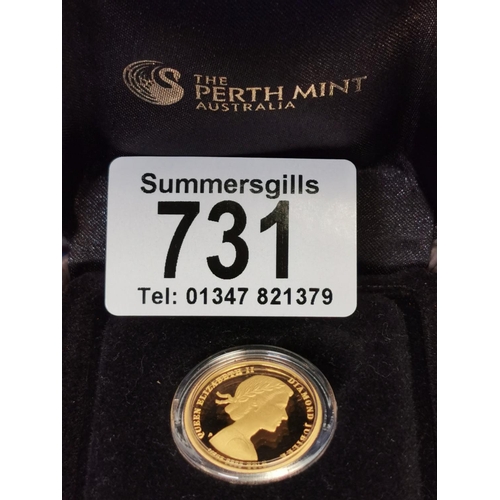 THE
PERTH MINT
AUSTRALIA
Summersgills
731
Tel: 01347 821379
QUEEN ELIZABETH II DIAMOND JUBILEE